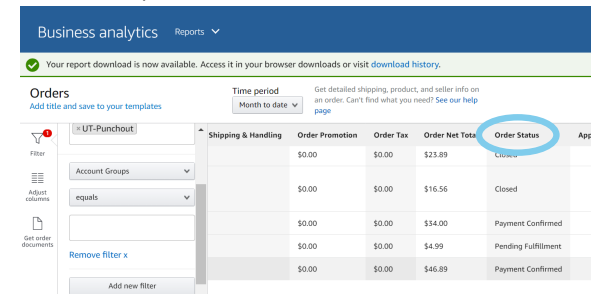 Business analytics Reports
Your report download is now available. Access it in your browser downloads or visit download history.
Orders
Add title and save to your templates
Time period
Month to date
Get detailed shipping, product, and seller info on
an order. Can't find what you need? See our help
page
1
Filter
Adjust
columns
Get order
documents
× UT-Punchout
Account Groups
equals
Remove filter x
Add new filter
Shipping & Handling Order Promotion Order Tax Order Net Total Order Status App
$0.00 $0.00 $23.89 Closed
$0.00 $0.00 $16.56 Closed
$0.00 $0.00 $34.00 Payment Confirmed
$0.00 $0.00 $4.99 Pending Fulfillment
$0.00 $0.00 $46.89 Payment Confirmed